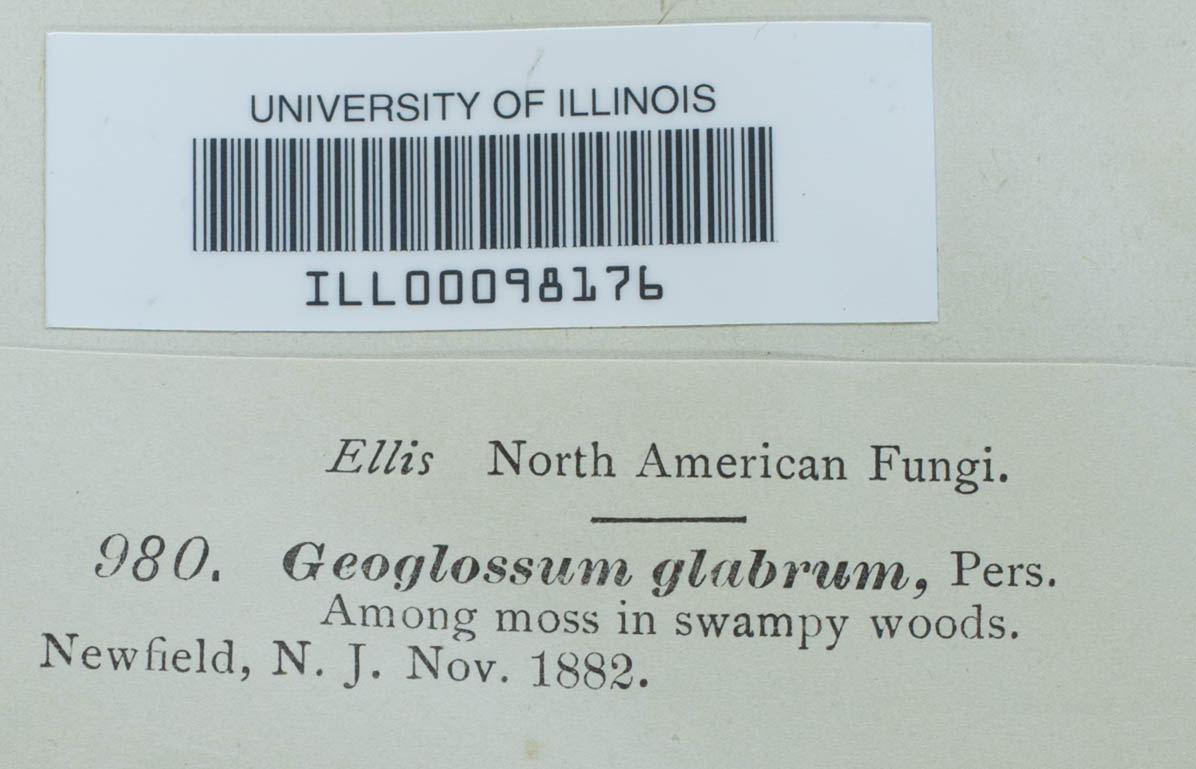 UNIVERSITY OF ILLINOIS
ILL00098176
Ellis North American Fungi.
980. Geoglossum glabrum, Pers.
Among moss in swampy woods.
Newfield, N. J. Nov. 1882.